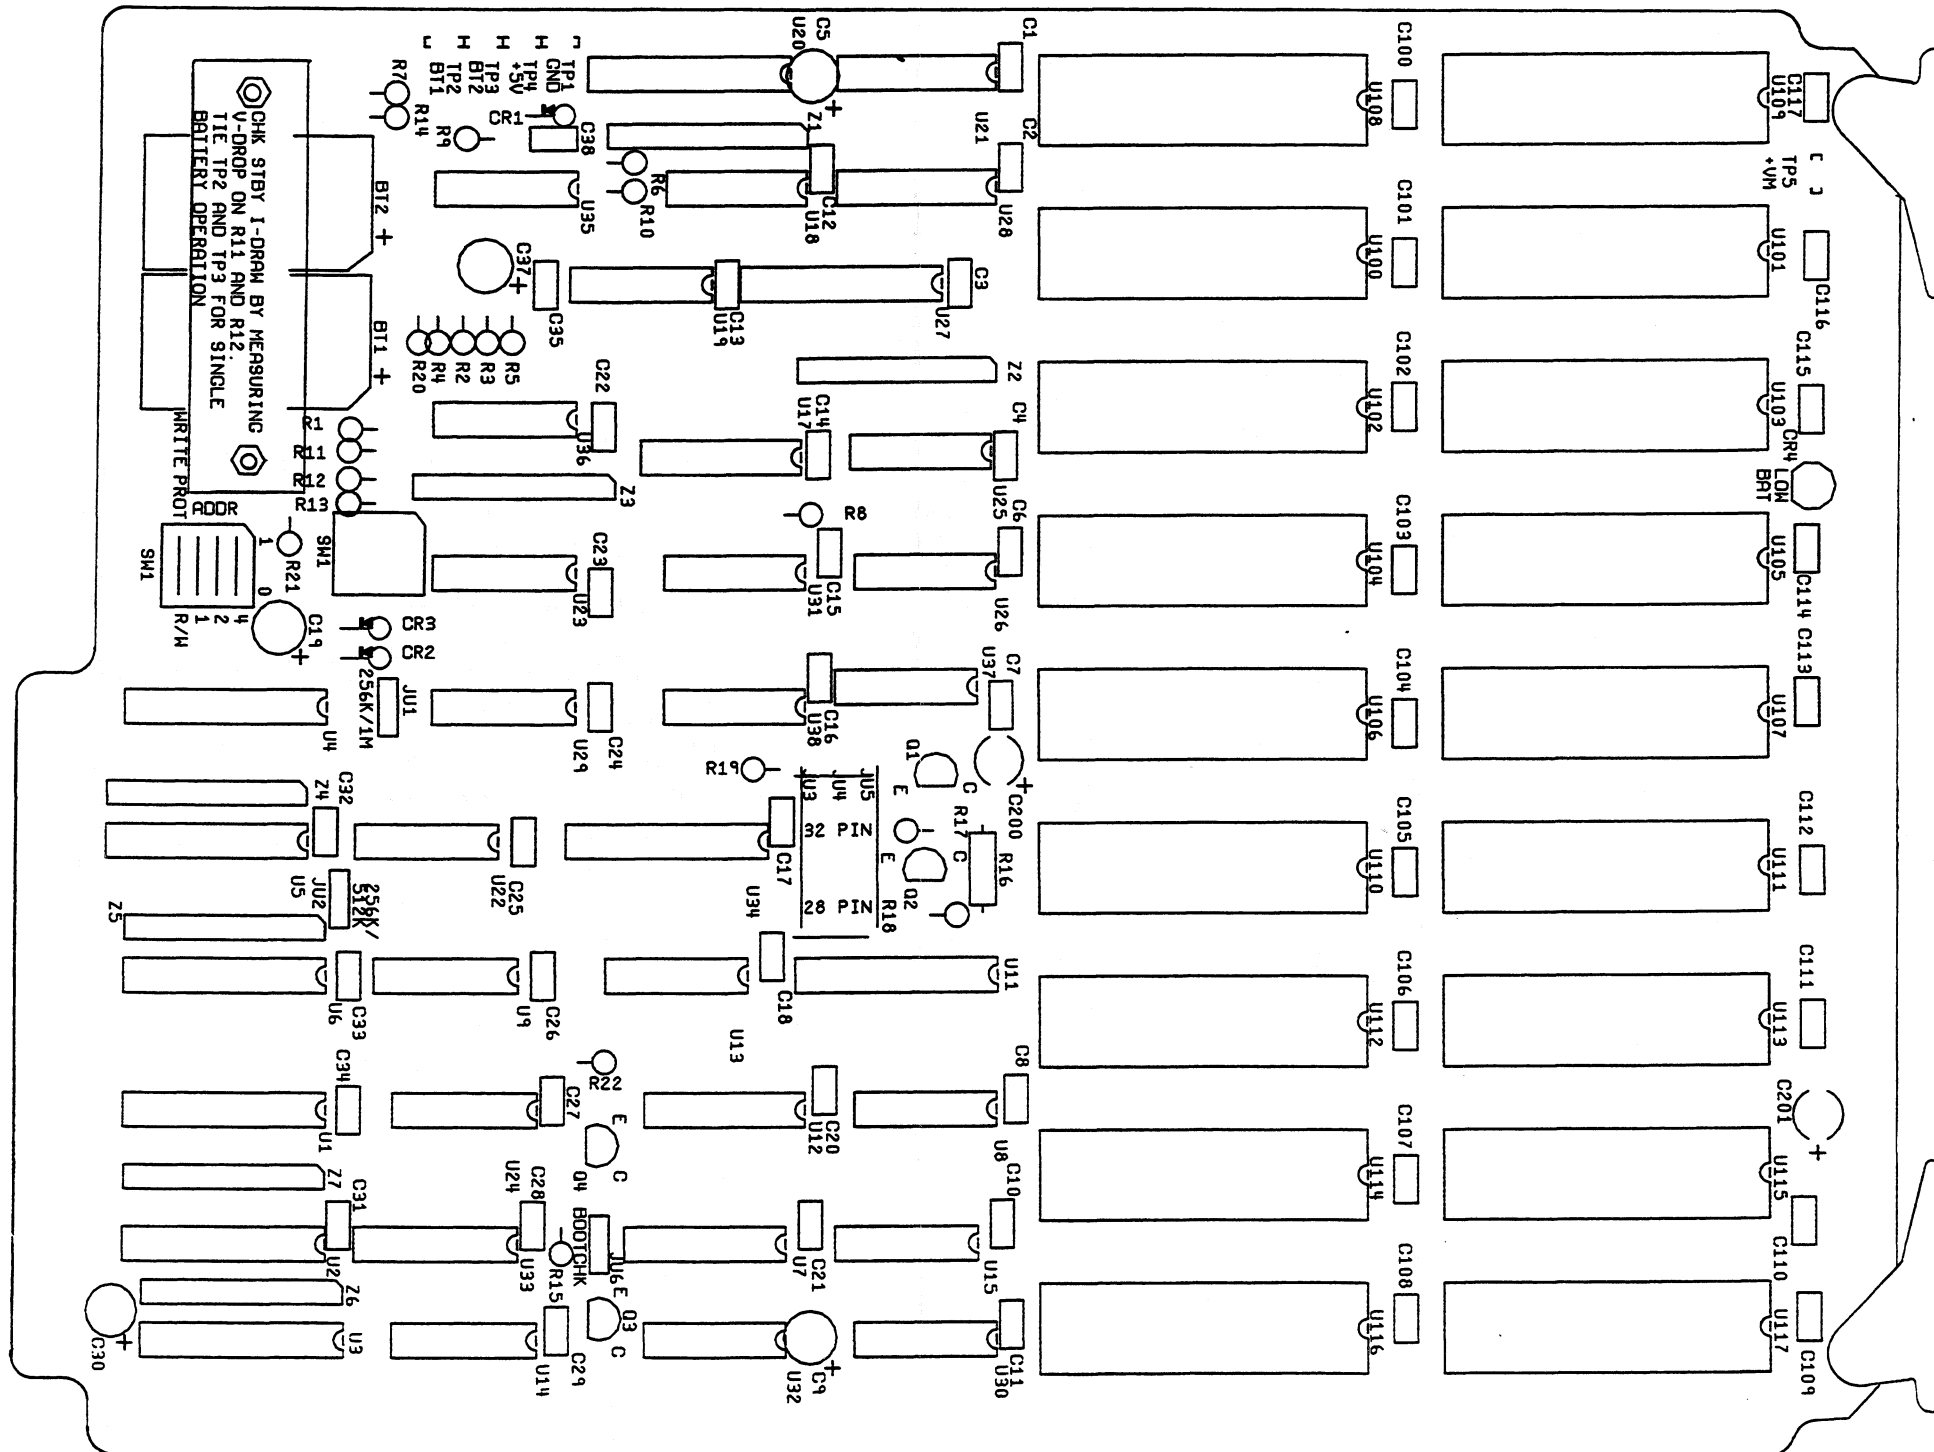 C5
U20
C1
C100
U108
C117
U109
TP1
GND
TP4
+5V
TP3
BT2
TP2
BT1
R7
R14
CR1
R9
C38
Z1
U21
C2
TP5
+VM
CHK STBY I-DRAW BY MEASURING
V-DROP ON R11 AND R12.
TIE TP2 AND TP3 FOR SINGLE
BATTERY OPERATION
BT2 +
R6
R10
U35
C12
U18
U28
C101
U100
U101
C116
C37
+
C35
C13
U19
C3
U27
BT1 +
R20
R4
R2
R3
R5
C22
Z2
C102
U102
C115
U103
CR4
LOW
BAT
R1
R11
R12
R13
U36
C14
U17
C4
U25
Z3
WRITE PROT
ADDR
SW1
1
0
R/W
1
2
4
R21
SW1
C23
U23
R8
C15
U31
C6
U26
C103
U104
U105
C114
C19
+
CR3
CR2
256K/1M
JU1
U4
U29
C24
C16
U38
U37
C7
C104
U106
C113
U107
R19
JU3
JU4
JU5
32 PIN
28 PIN
Q1
E
C
C200
+
R17
R16
E
C
Q2
R18
Z4
C32
U5
JU2
256K/
512K
U22
C25
C17
U34
C105
U110
C112
U111
Z5
U6
C33
U9
C26
C18
U13
U11
C106
U112
C111
U113
C34
U1
R22
C27
C20
U12
C8
U8
C107
U114
C201
+
U115
E
C
Q4
Z7
C31
U2
U24
C28
U33
R15
BOOTCHK
JU6
C21
U7
C10
U15
C110
Z6
U3
C30
+
U14
C29
E
Q3
C
C9
+
U32
C11
U30
C108
U116
U117
C109